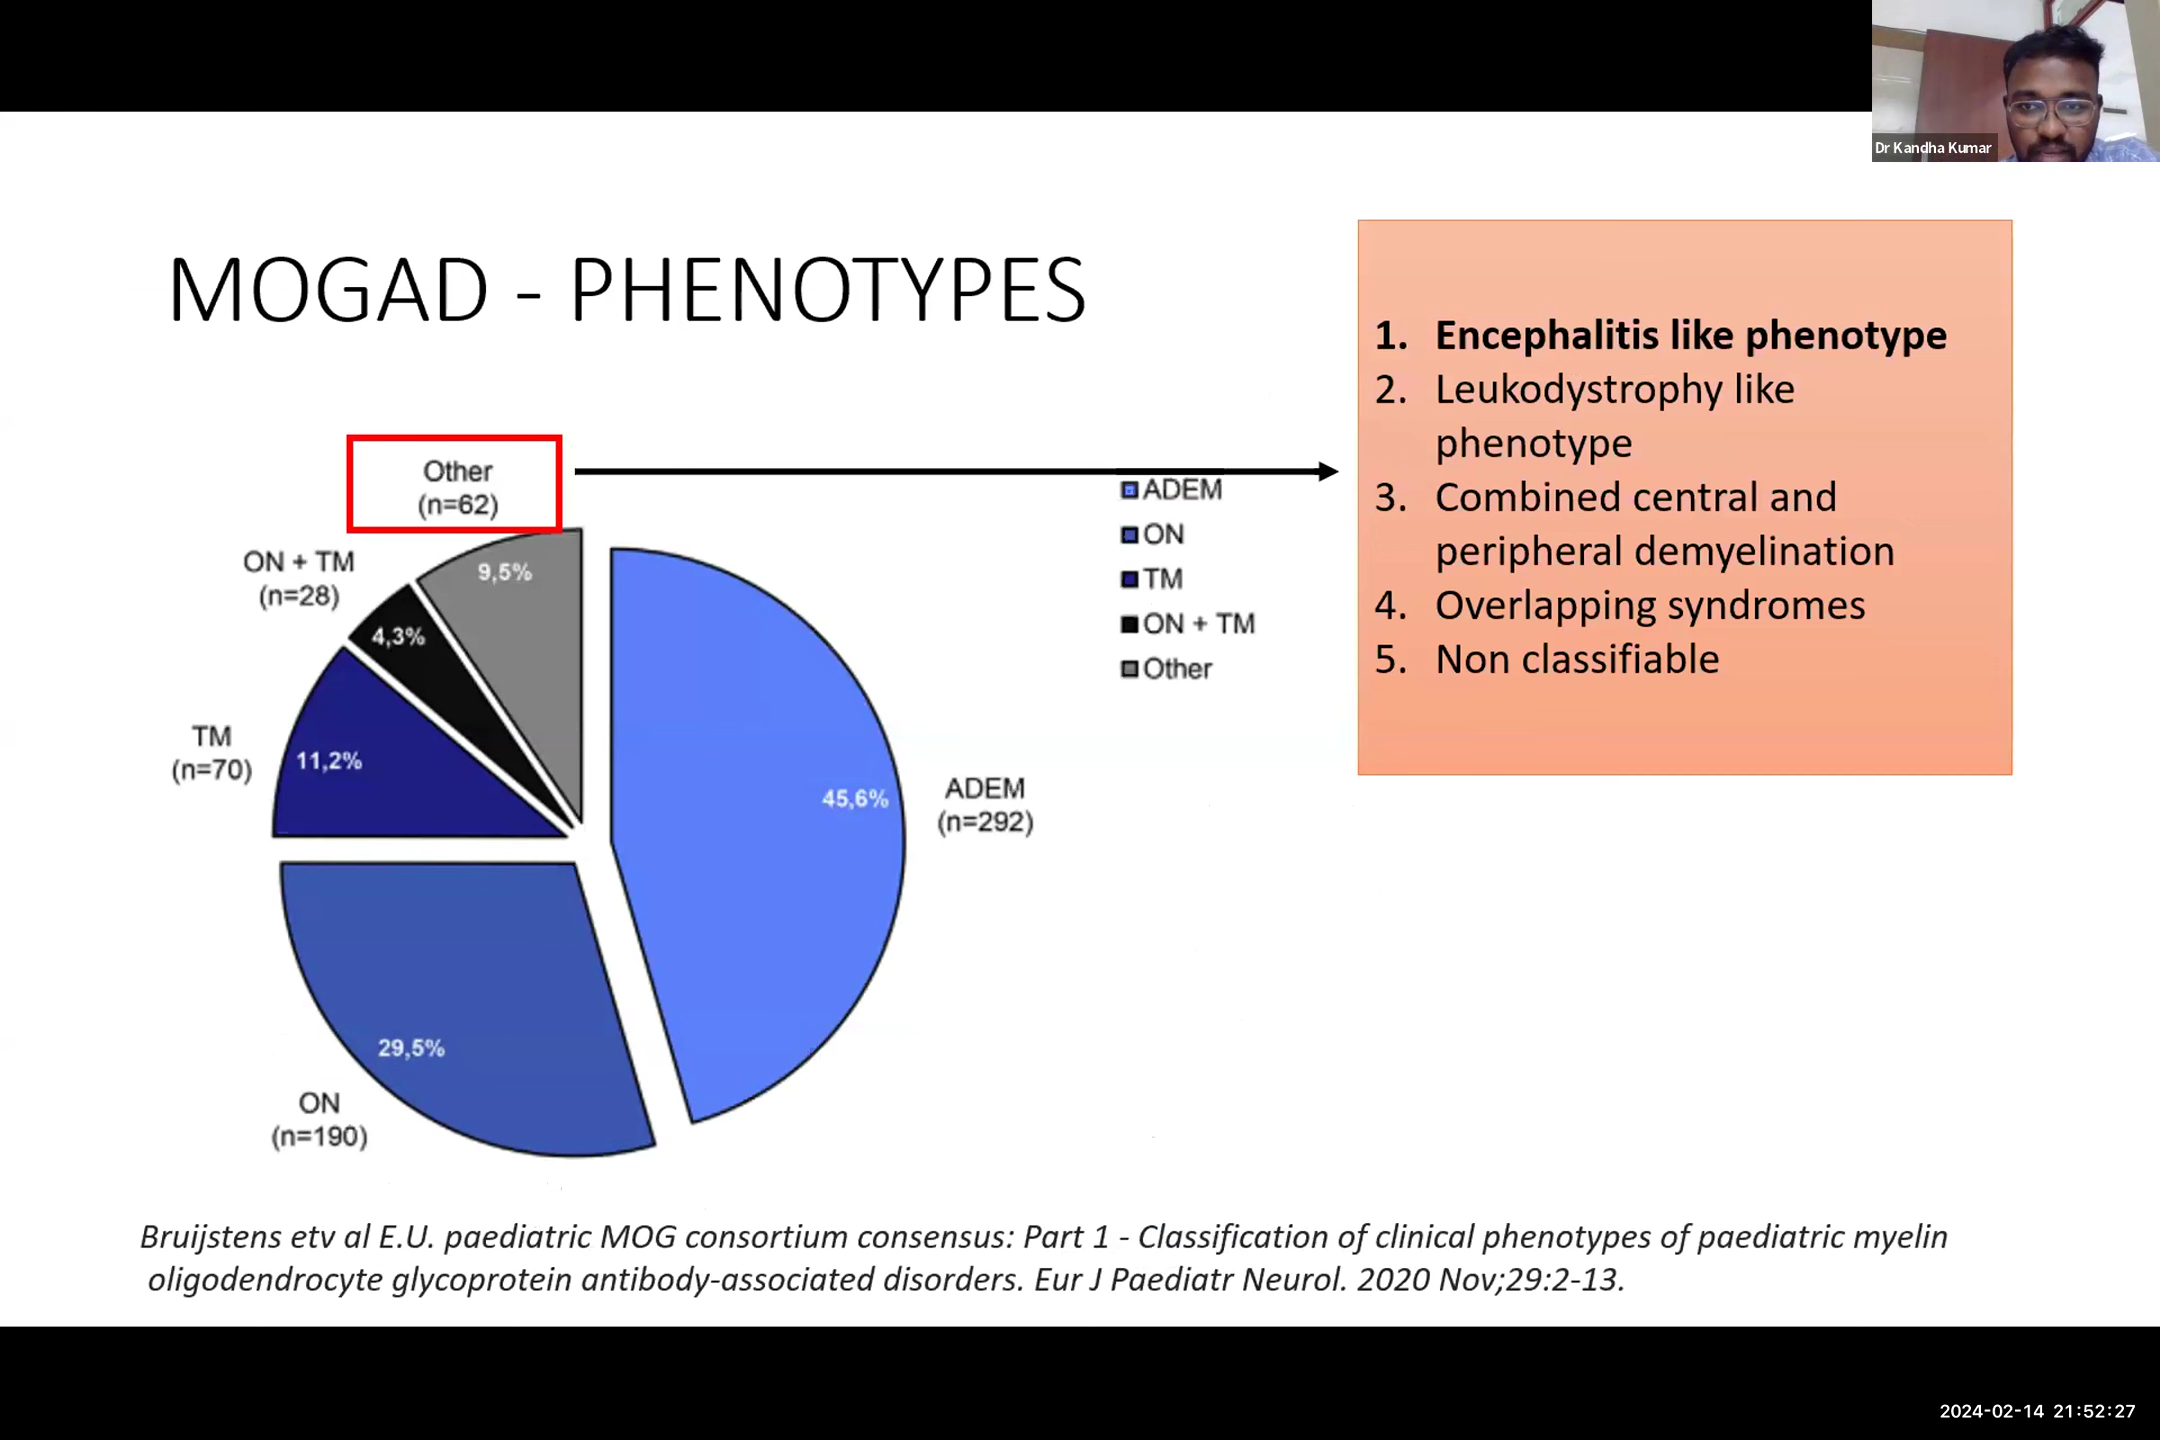 Dr Kandha Kumar
MOGAD - PHENOTYPES
1. Encephalitis like phenotype
2. Leukodystrophy like
phenotype
3. Combined central and
peripheral demyelination
4. Overlapping syndromes
5. Non classifiable
Other
(n=62)
ON + TM
(n=28)
TM
(n=70)
ON
(n=190)
ADEM
(n=292)
9,5%
4,3%
11,2%
29,5%
45,6%
ADEM
ON
TM
ON + TM
Other
Bruijstens etv al E.U. paediatric MOG consortium consensus: Part 1 - Classification of clinical phenotypes of paediatric myelin
oligodendrocyte glycoprotein antibody-associated disorders. Eur J Paediatr Neurol. 2020 Nov;29:2-13.
2024-02-14 21:52:27